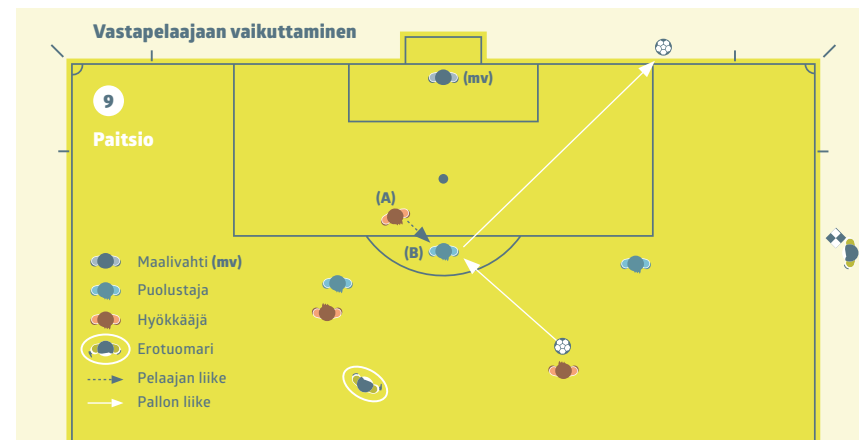 Vastapelaajaan vaikuttaminen
9
Paitsio
(mv)
(A)
(B)
Maalivahti (mv)
Puolustaja
Hyökkääjä
Erotuomari
Pelaajan liike
Pallon liike